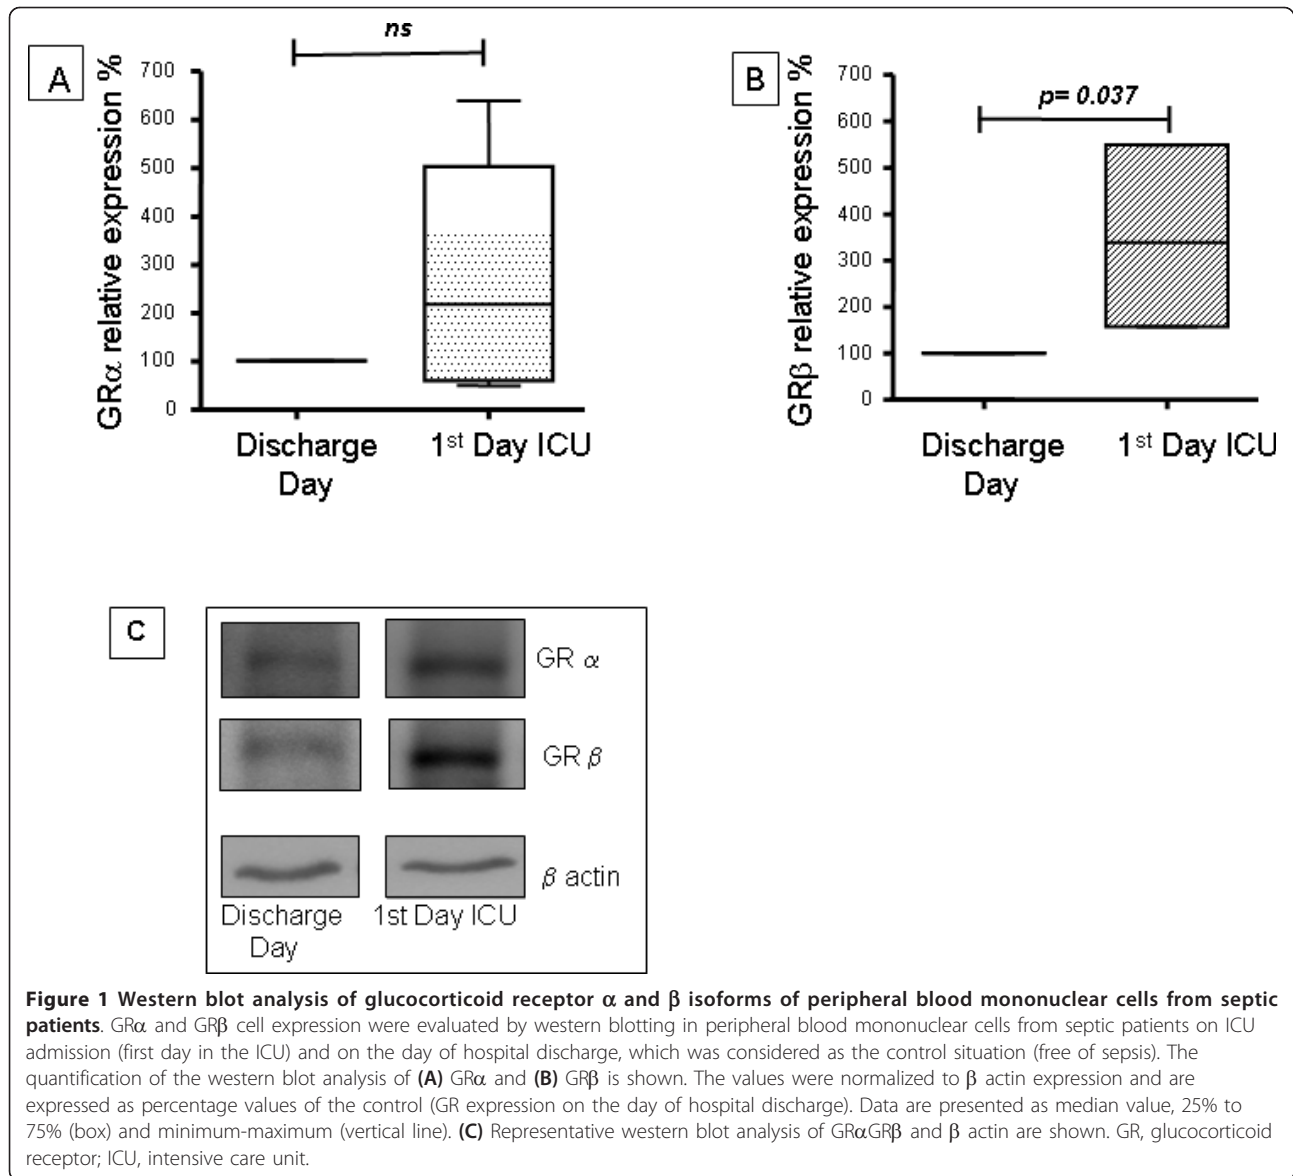 A
ns
GRα relative expression %
700
600
500
400
300
200
100
0
Discharge
Day
1st Day ICU
B
p= 0.037
GRβ relative expression %
700
600
500
400
300
200
100
0
Discharge
Day
1st Day ICU
C
GR α
GR β
β actin
Discharge
Day
1st Day ICU
Figure 1 Western blot analysis of glucocorticoid receptor α and β isoforms of peripheral blood mononuclear cells from septic
patients. GRα and GRβ cell expression were evaluated by western blotting in peripheral blood mononuclear cells from septic patients on ICU
admission (first day in the ICU) and on the day of hospital discharge, which was considered as the control situation (free of sepsis). The
quantification of the western blot analysis of (A) GRα and (B) GRβ is shown. The values were normalized to β actin expression and are
expressed as percentage values of the control (GR expression on the day of hospital discharge). Data are presented as median value, 25% to
75% (box) and minimum-maximum (vertical line). (C) Representative western blot analysis of GRαGRβ and β actin are shown. GR, glucocorticoid
receptor; ICU, intensive care unit.